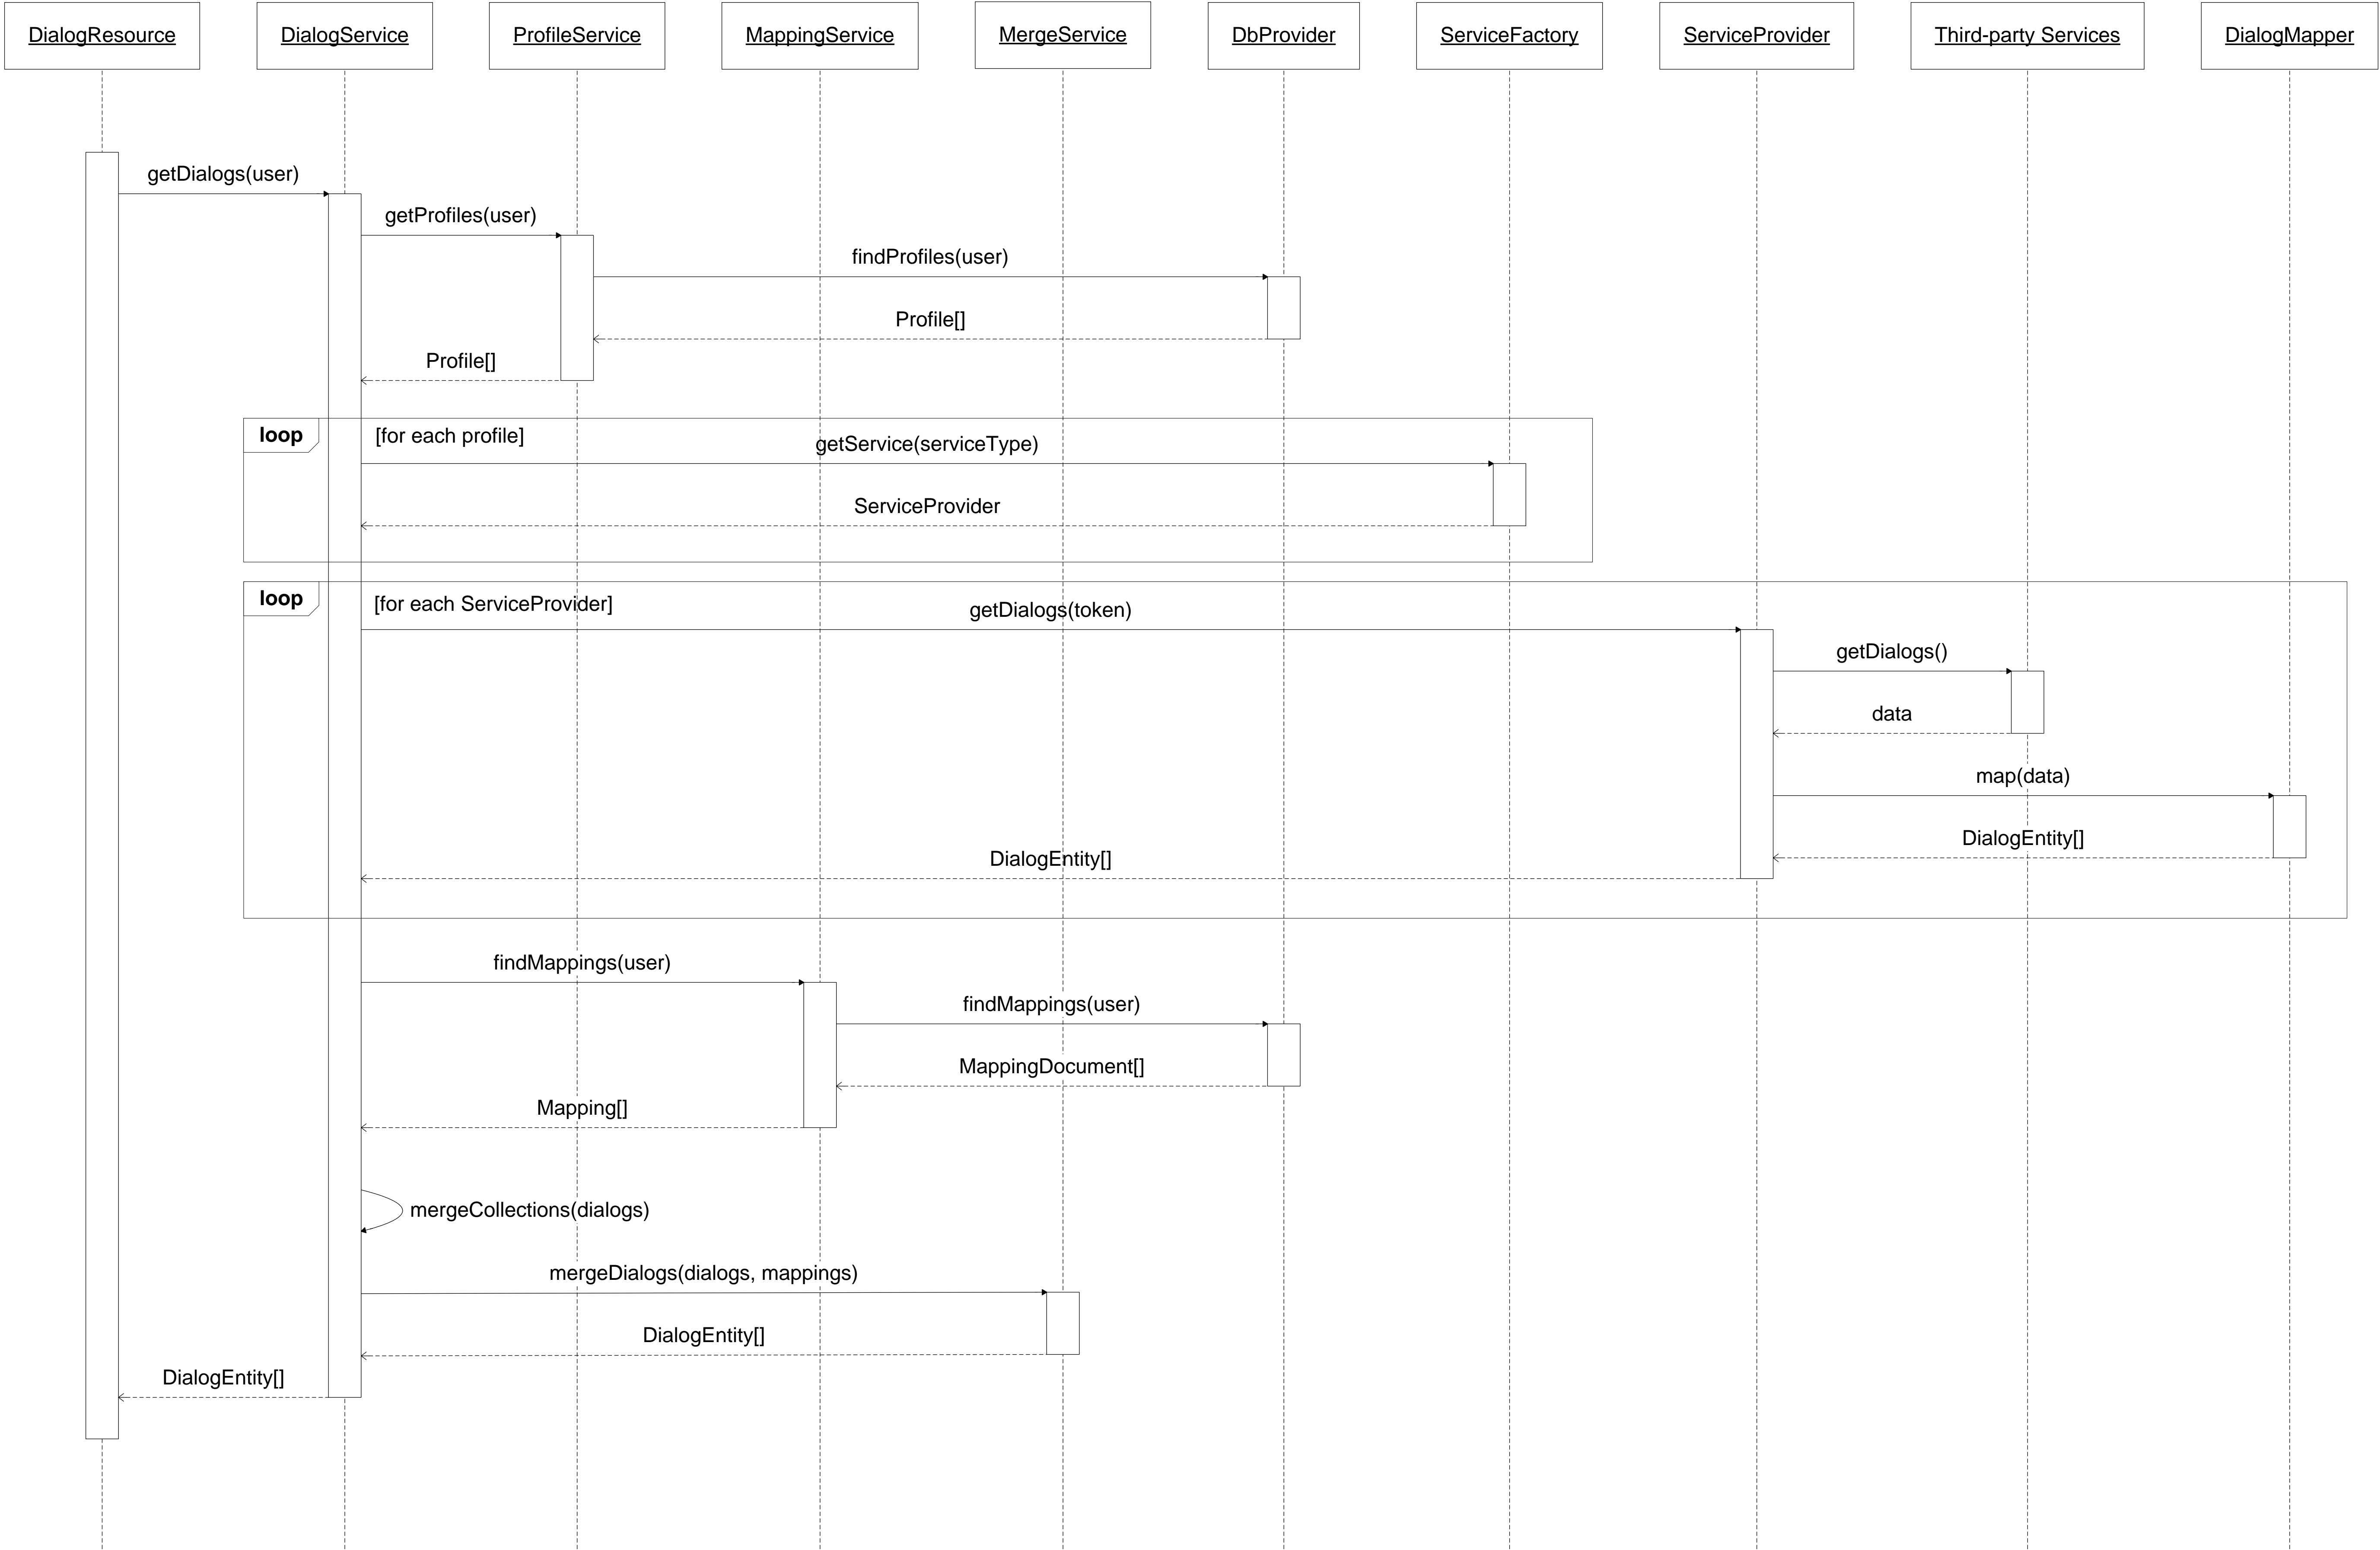 DialogResource
DialogService
ProfileService
MappingService
MergeService
DbProvider
ServiceFactory
ServiceProvider
Third-party Services
DialogMapper
getDialogs(user)
getProfiles(user)
findProfiles(user)
Profile[]
Profile[]
loop
[for each profile]
getService(serviceType)
ServiceProvider
loop
[for each ServiceProvider]
getDialogs(token)
getDialogs()
data
map(data)
DialogEntity[]
DialogEntity[]
findMappings(user)
findMappings(user)
MappingDocument[]
Mapping[]
mergeCollections(dialogs)
mergeDialogs(dialogs, mappings)
DialogEntity[]
DialogEntity[]